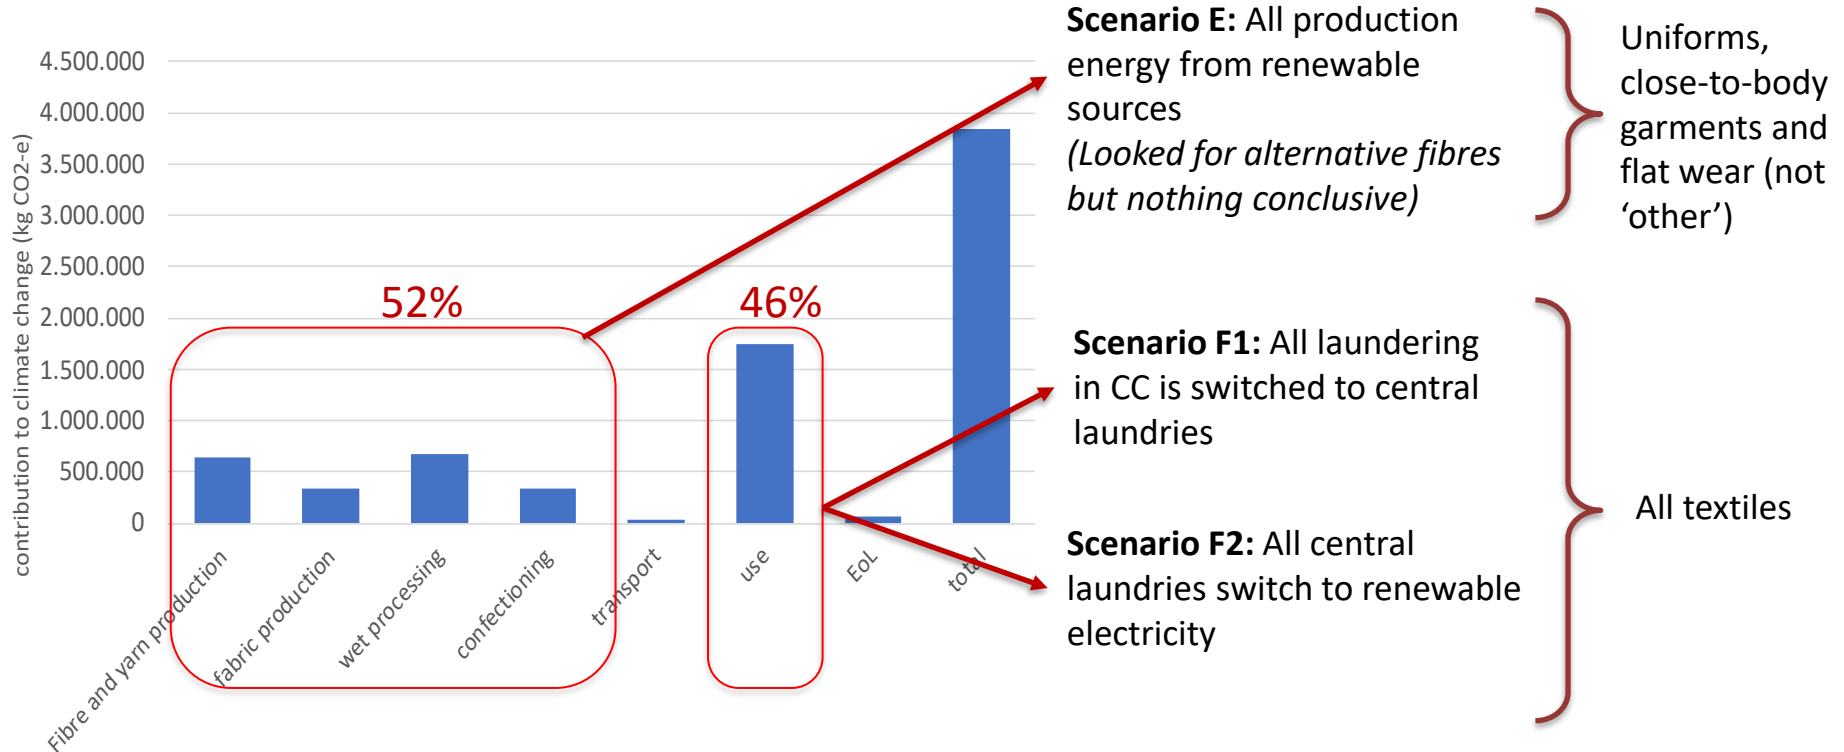 contribution to climate change (kg CO2-e)
4.500.000
4.000.000
3.500.000
3.000.000
2.500.000
2.000.000
1.500.000
1.000.000
500.000
0
52%
46%
Fibre and yarn production
fabric production
wet processing
confectioning
transport
use
EoL
total
Scenario E: All production
energy from renewable
sources
(Looked for alternative fibres
but nothing conclusive)
Uniforms,
close-to-body
garments and
flat wear (not
‘other’)
Scenario F1: All laundering
in CC is switched to central
laundries
Scenario F2: All central
laundries switch to renewable
electricity
All textiles